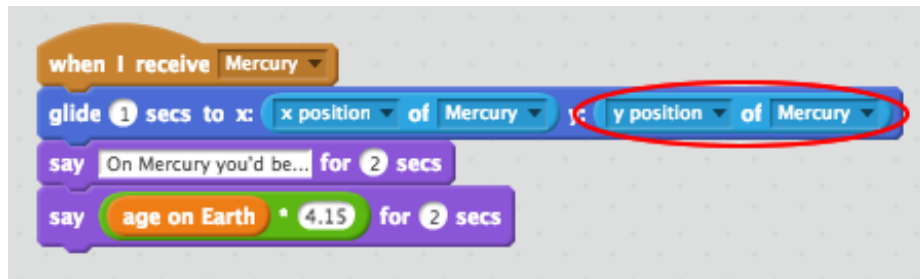 when I receive Mercury
glide 1 secs to x: x position of Mercury y: y position of Mercury
say On Mercury you'd be... for 2 secs
say age on Earth * 4.15 for 2 secs